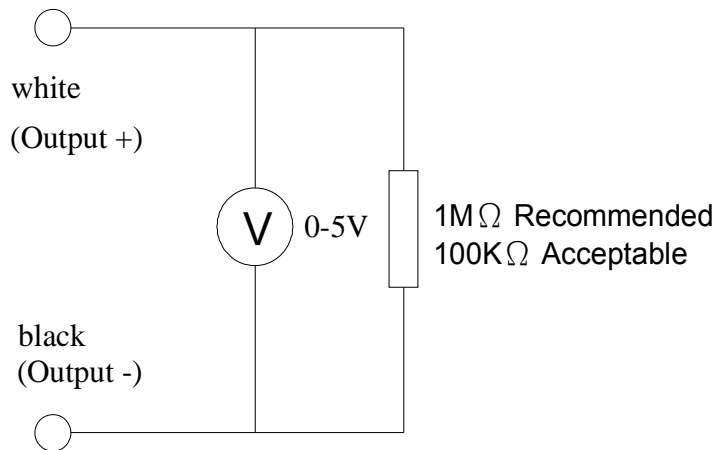 white
(Output +)
V
0-5V
1MΩ Recommended
100KΩ Acceptable
black
(Output -)